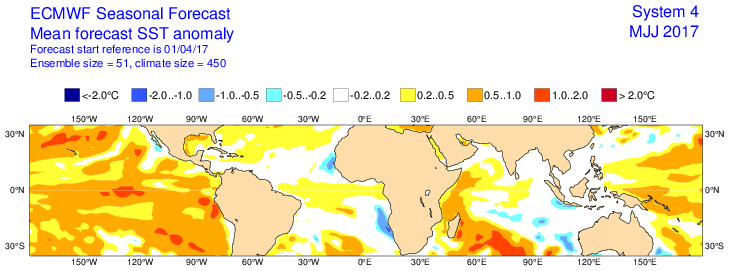 ECMWF Seasonal Forecast
System 4
Mean forecast SST anomaly
MJJ 2017
Forecast start reference is 01/04/17
Ensemble size = 51, climate size = 450
<-2.0°C -2.0..-1.0 -1.0..-0.5 -0.5..-0.2 -0.2..0.2 0.2..0.5 0.5..1.0 1.0..2.0 > 2.0°C
150°W 120°W 90°W 60°W 30°W 0°E 30°E 60°E 90°E 120°E 150°E
30°N 30°N
0°N 0°N
30°S 30°S
150°W 120°W 90°W 60°W 30°W 0°E 30°E 60°E 90°E 120°E 150°E